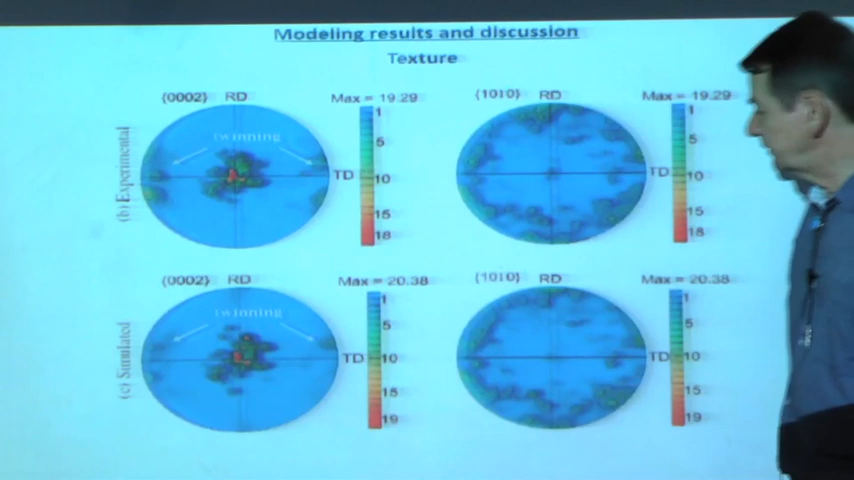 Modeling results and discussion
Texture
{0002} RD Max = 19.29 {1010} RD Max = 19.29
(b) Experimental
twinning
TD
1
5
10
15
18
TD
1
5
10
15
18
{0002} RD Max = 20.38 {1010} RD Max = 20.38
(c) Simulated
twinning
TD
1
5
10
15
19
TD
1
5
10
15
19